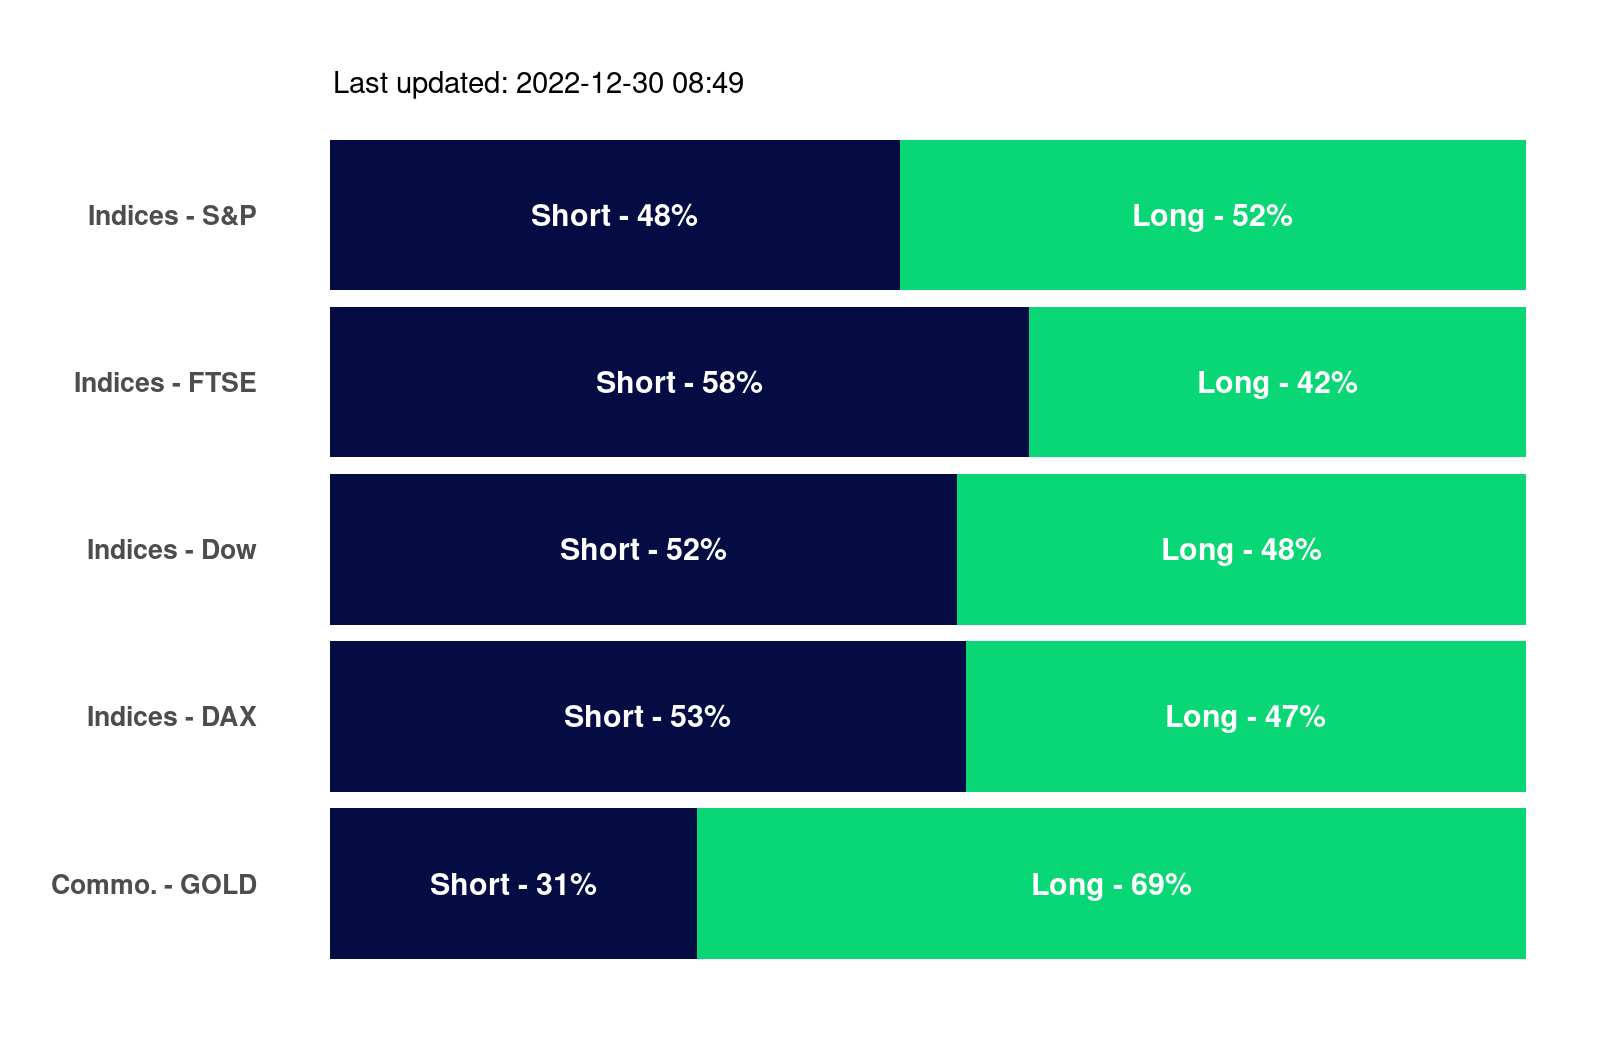 Last updated: 2022-12-30 08:49
Indices - S&P Short - 48% Long - 52%
Indices - FTSE Short - 58% Long - 42%
Indices - Dow Short - 52% Long - 48%
Indices - DAX Short - 53% Long - 47%
Commo. - GOLD Short - 31% Long - 69%